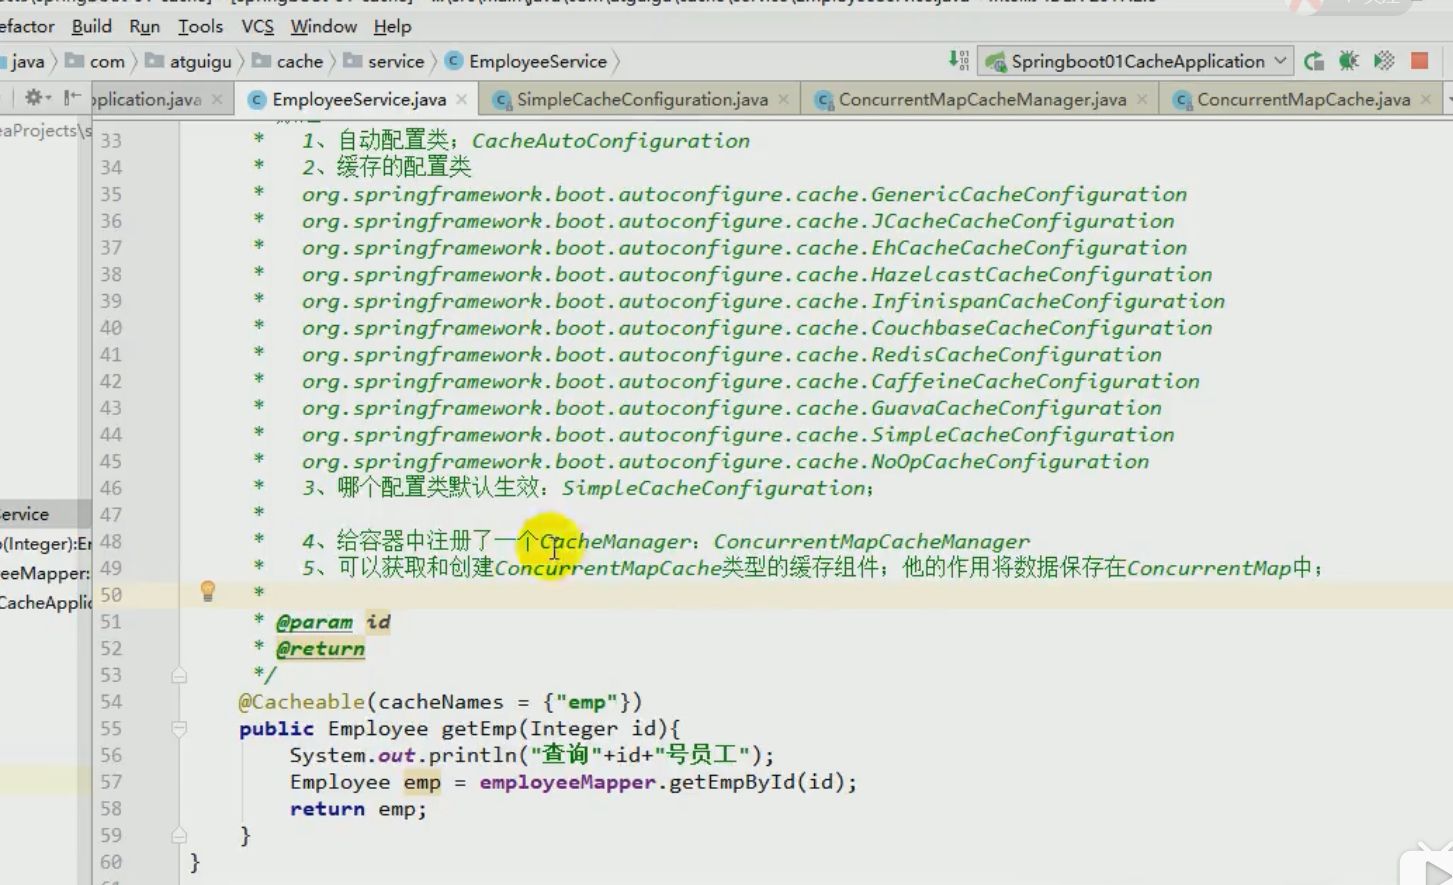 efactor Build Run Tools VCS Window Help
java com atguigu cache service EmployeeService Springboot01CacheApplication
plication.java EmployeeService.java SimpleCacheConfiguration.java ConcurrentMapCacheManager.java ConcurrentMapCache.java
eaProjects\s
33 * 1、自动配置类；CacheAutoConfiguration
34 * 2、缓存的配置类
35 * org.springframework.boot.autoconfigure.cache.GenericCacheConfiguration
36 * org.springframework.boot.autoconfigure.cache.JCacheCacheConfiguration
37 * org.springframework.boot.autoconfigure.cache.EhCacheCacheConfiguration
38 * org.springframework.boot.autoconfigure.cache.HazelcastCacheConfiguration
39 * org.springframework.boot.autoconfigure.cache.InfinispanCacheConfiguration
40 * org.springframework.boot.autoconfigure.cache.CouchbaseCacheConfiguration
41 * org.springframework.boot.autoconfigure.cache.RedisCacheConfiguration
42 * org.springframework.boot.autoconfigure.cache.CaffeineCacheConfiguration
43 * org.springframework.boot.autoconfigure.cache.GuavaCacheConfiguration
44 * org.springframework.boot.autoconfigure.cache.SimpleCacheConfiguration
45 * org.springframework.boot.autoconfigure.cache.NoOpCacheConfiguration
46 * 3、哪个配置类默认生效：SimpleCacheConfiguration；
47 *
48 * 4、给容器中注册了一个CacheManager：ConcurrentMapCacheManager
49 * 5、可以获取和创建ConcurrentMapCache类型的缓存组件；他的作用将数据保存在ConcurrentMap中；
50 *
51 * @param id
52 * @return
53 */
54 @Cacheable(cacheNames = {"emp"})
55 public Employee getEmp(Integer id){
56 System.out.println("查询"+id+"号员工");
57 Employee emp = employeeMapper.getEmpById(id);
58 return emp;
59 }
60 }
ervice
(Integer):Er
eeMapper:
CacheApplic